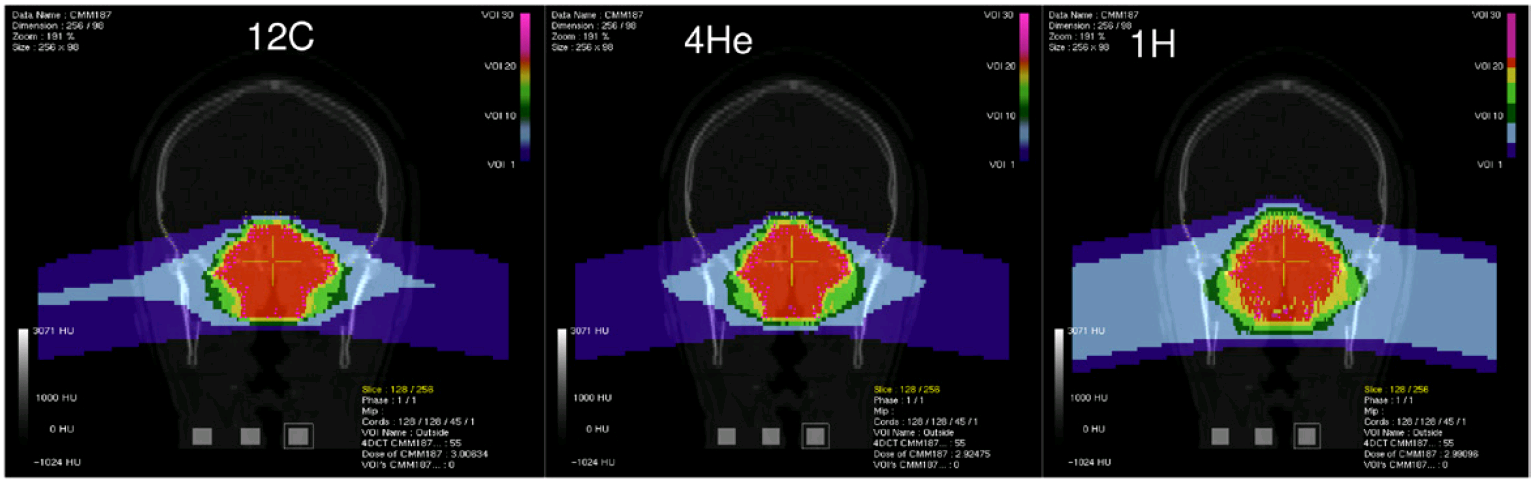 Data Name : CMM187
Dimension : 256 / 98
Zoom : 191 %
Size : 256 x 98
12C
VOI 30
VOI 20
VOI 10
VOI 1
3071 HU
1000 HU
0 HU
-1024 HU
Slice : 128 / 256
Phase : 1 / 1
Mip :
Cords : 128 / 128 / 45 / 1
VOI Name : Outside
4DCT CMM187... : 55
Dose of CMM187 : 3.00834
VOI's CMM187... : 0
Data Name : CMM187
Dimension : 256 / 98
Zoom : 191 %
Size : 256 x 98
4He
VOI 30
VOI 20
VOI 10
VOI 1
3071 HU
1000 HU
0 HU
-1024 HU
Slice : 128 / 256
Phase : 1 / 1
Mip :
Cords : 128 / 128 / 45 / 1
VOI Name : Outside
4DCT CMM187... : 55
Dose of CMM187 : 2.92475
VOI's CMM187... : 0
Data Name : CMM187
Dimension : 256 / 98
Zoom : 191 %
Size : 256 x 98
1H
VOI 30
VOI 20
VOI 10
VOI 1
3071 HU
1000 HU
0 HU
-1024 HU
Slice : 128 / 256
Phase : 1 / 1
Mip :
Cords : 128 / 128 / 45 / 1
VOI Name : Outside
4DCT CMM187... : 55
Dose of CMM187 : 2.99096
VOI's CMM187... : 0